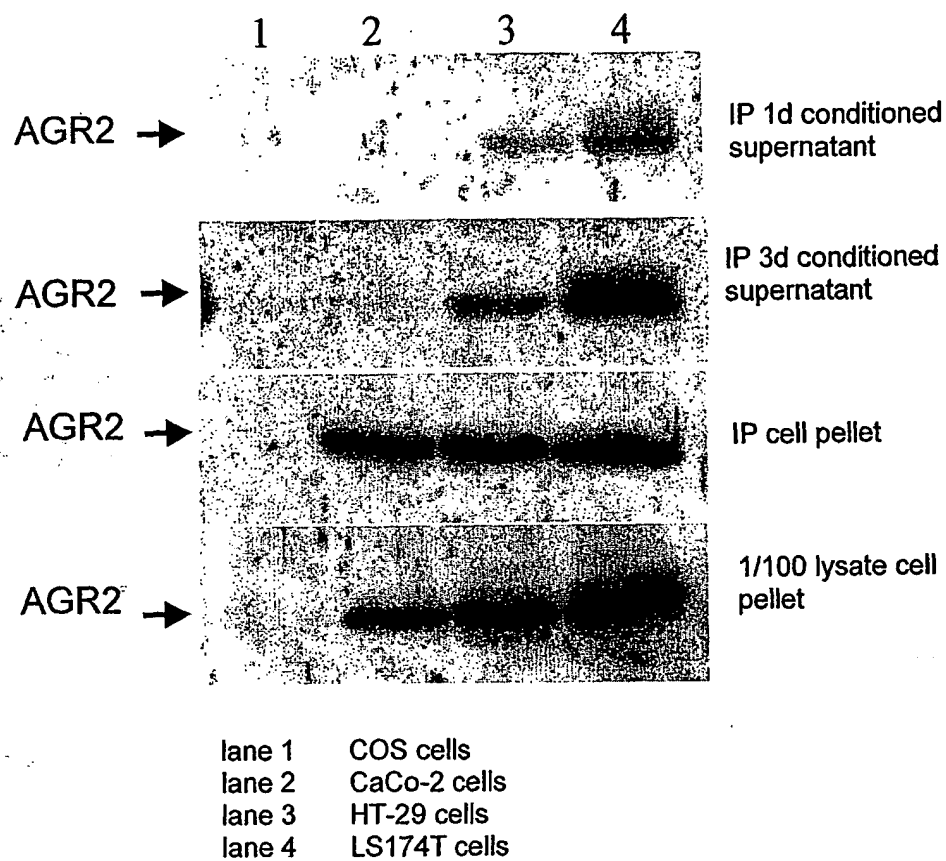 1 2 3 4
AGR2
IP 1d conditioned
supernatant
AGR2
IP 3d conditioned
supernatant
AGR2
IP cell pellet
AGR2
1/100 lysate cell
pellet
lane 1 COS cells
lane 2 CaCo-2 cells
lane 3 HT-29 cells
lane 4 LS174T cells